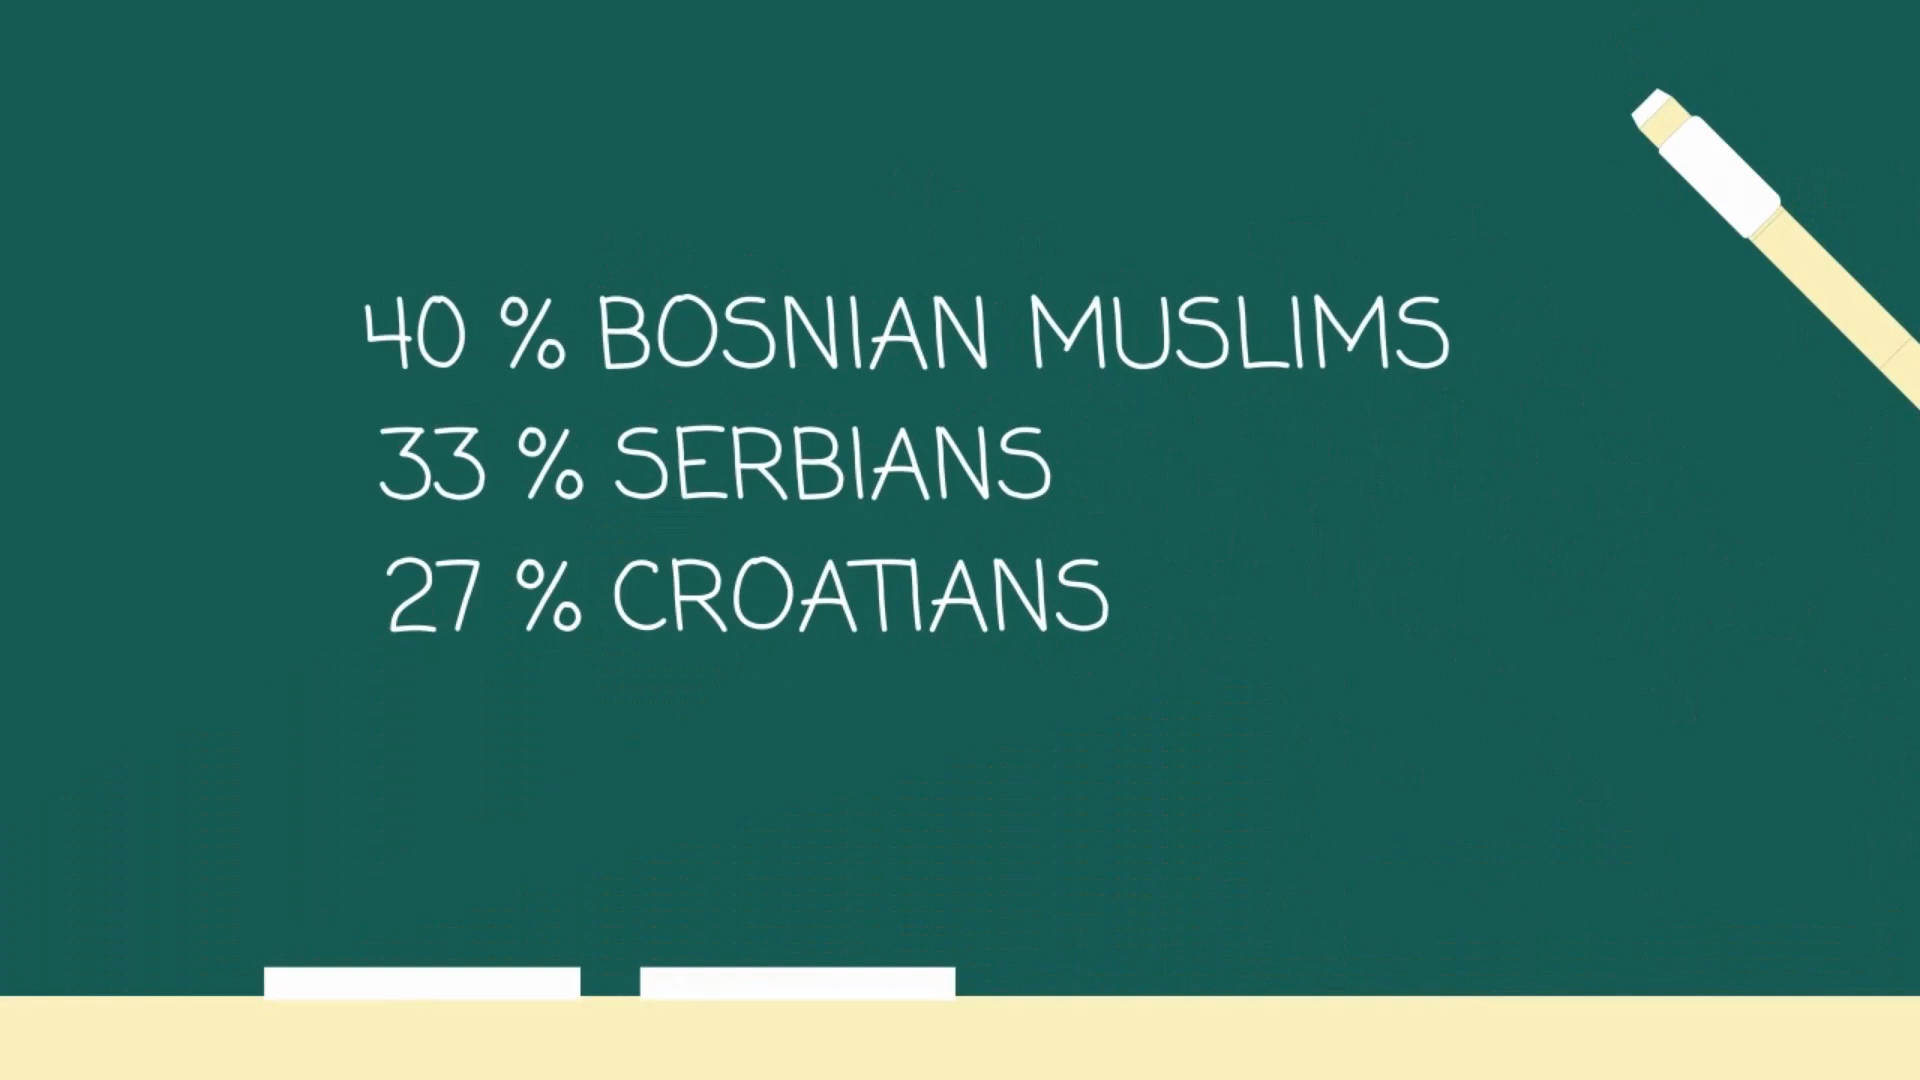 40 % BOSNIAN MUSLIMS
33 % SERBIANS
27 % CROATIANS